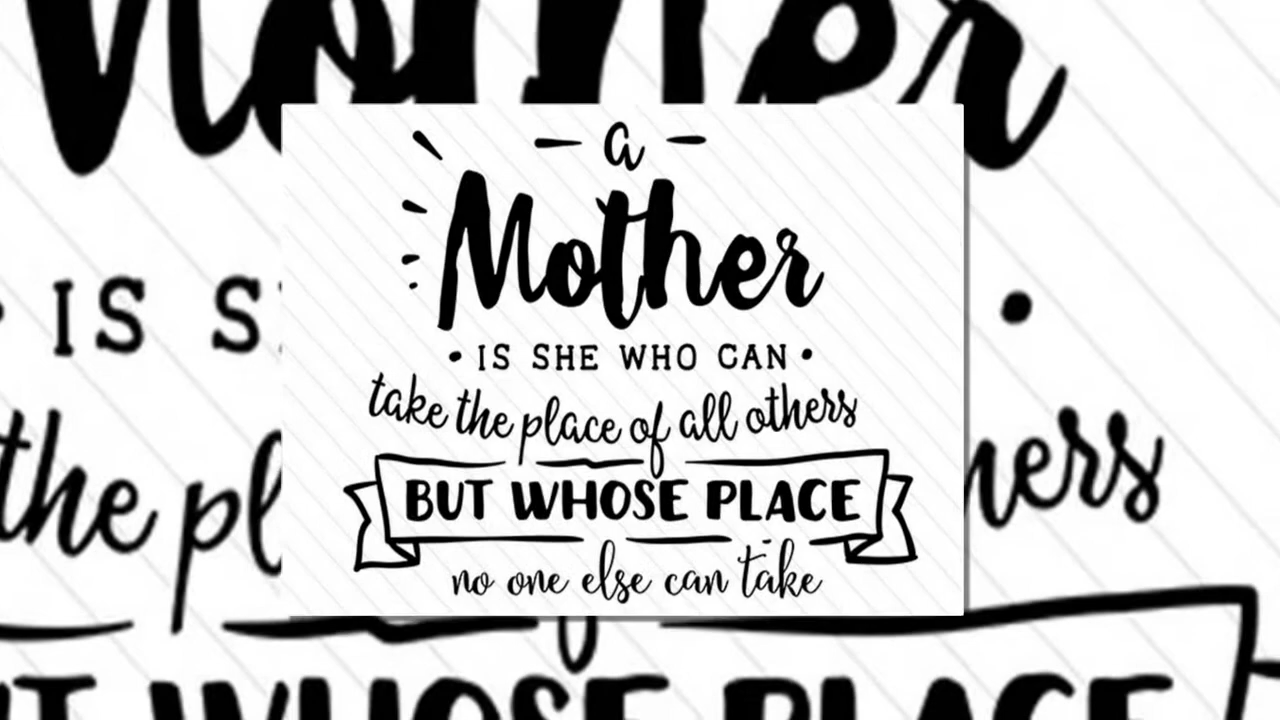 a
Mother
• IS SHE WHO CAN •
take the place of all others
BUT WHOSE PLACE
no one else can take